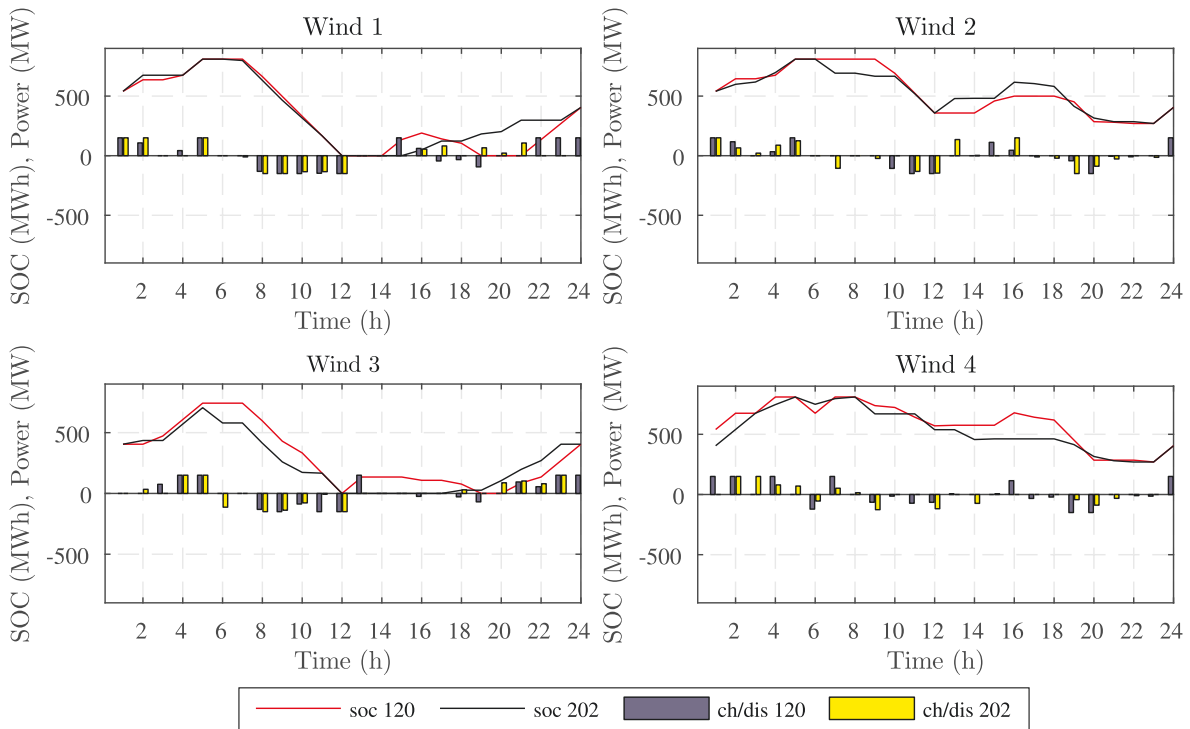 Wind 1
SOC (MWh), Power (MW)
500
0
-500
2 4 6 8 10 12 14 16 18 20 22 24
Time (h)
Wind 2
SOC (MWh), Power (MW)
500
0
-500
2 4 6 8 10 12 14 16 18 20 22 24
Time (h)
Wind 3
SOC (MWh), Power (MW)
500
0
-500
2 4 6 8 10 12 14 16 18 20 22 24
Time (h)
Wind 4
SOC (MWh), Power (MW)
500
0
-500
2 4 6 8 10 12 14 16 18 20 22 24
Time (h)
soc 120 soc 202 ch/dis 120 ch/dis 202